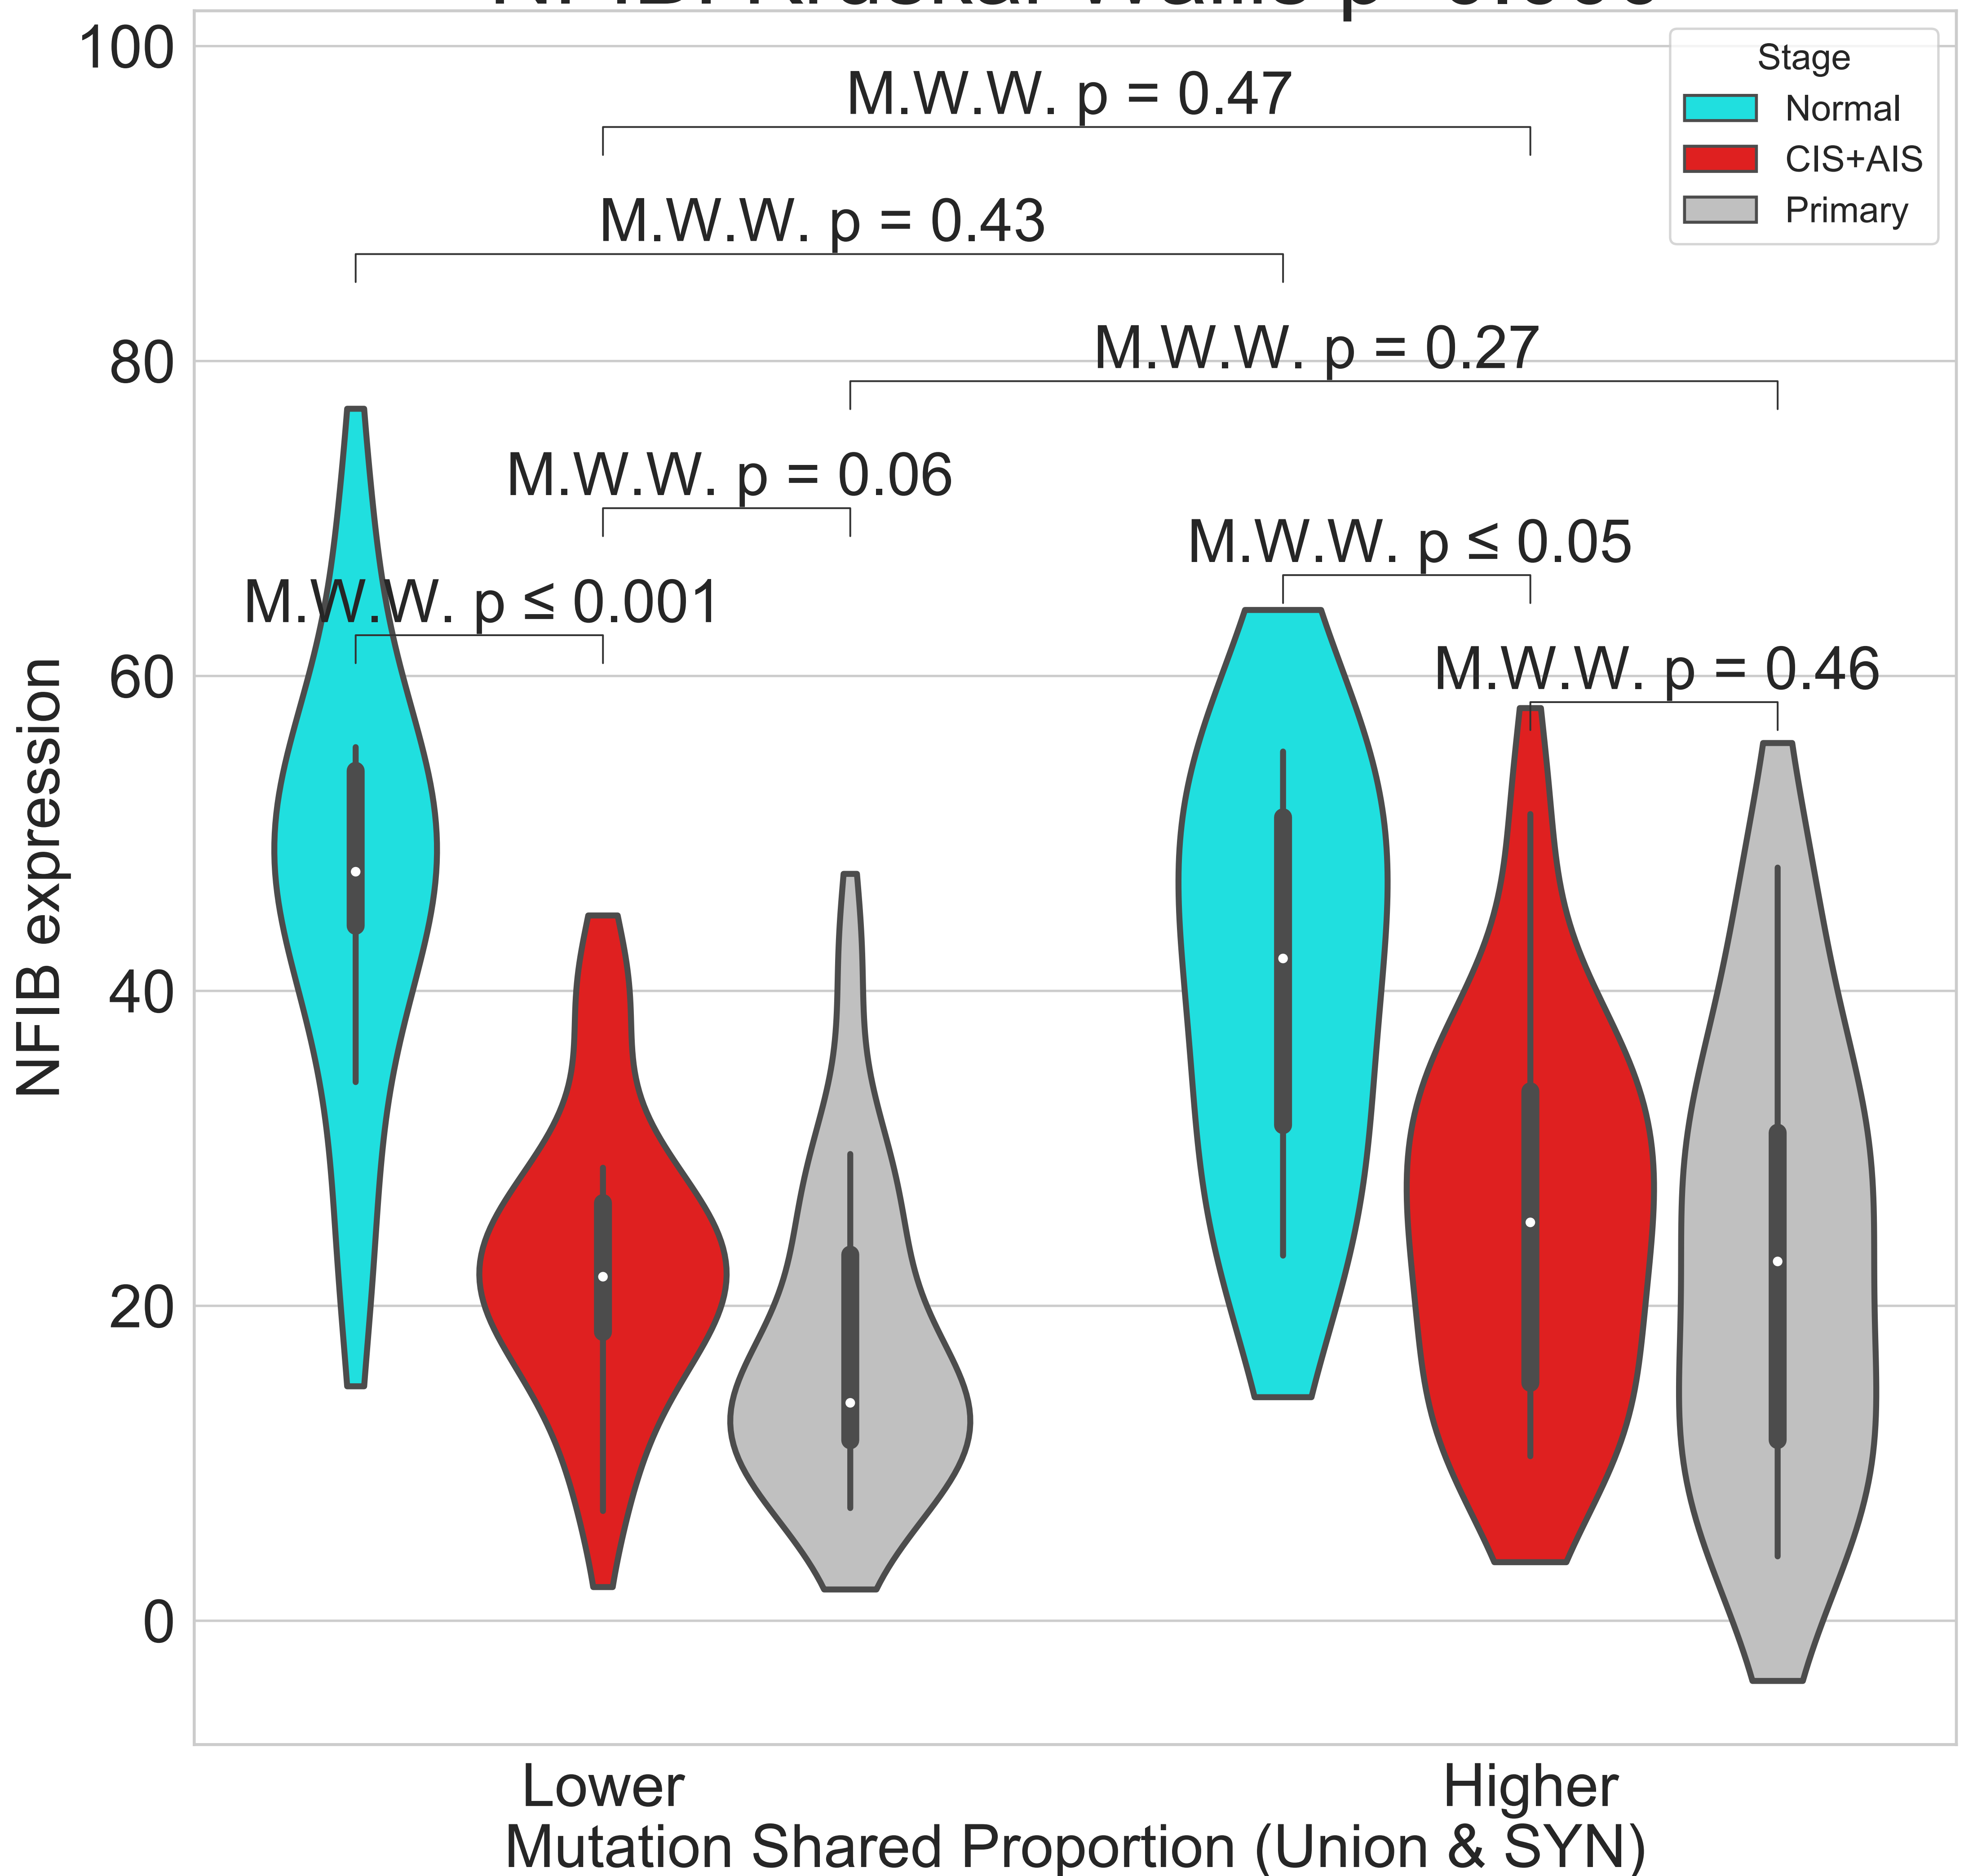 100
Stage
Normal
CIS+AIS
Primary
M.W.W. p = 0.47
M.W.W. p = 0.43
80
M.W.W. p = 0.27
M.W.W. p = 0.06
M.W.W. p ≤ 0.05
M.W.W. p ≤ 0.001
60
M.W.W. p = 0.46
NFIB expression
40
20
0
Lower
Higher
Mutation Shared Proportion (Union & SYN)